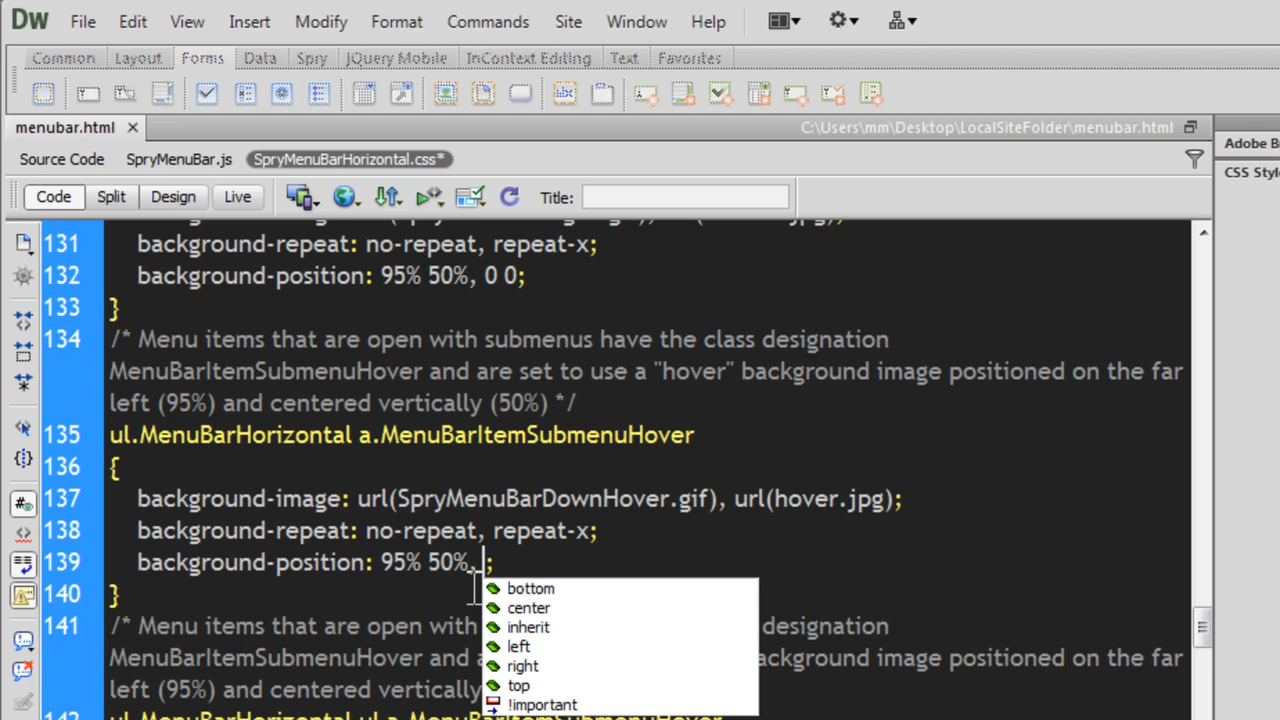 Dw File Edit View Insert Modify Format Commands Site Window Help
Common Layout Forms Data Spry jQuery Mobile InContext Editing Text Favorites
menubar.html C:\Users\mm\Desktop\LocalSiteFolder\menubar.html
Adobe B
Source Code SpryMenuBar.js SpryMenuBarHorizontal.css*
CSS Style
Code Split Design Live Title:
131 background-repeat: no-repeat, repeat-x;
132 background-position: 95% 50%, 0 0;
133 }
134 /* Menu items that are open with submenus have the class designation
MenuBarItemSubmenuHover and are set to use a "hover" background image positioned on the far
left (95%) and centered vertically (50%) */
135 ul.MenuBarHorizontal a.MenuBarItemSubmenuHover
136 {
137 background-image: url(SpryMenuBarDownHover.gif), url(hover.jpg);
138 background-repeat: no-repeat, repeat-x;
139 background-position: 95% 50%, ;
bottom
140 }
center
141 /* Menu items that are open with designation
inherit
left
MenuBarItemSubmenuHover and ackground image positioned on the far
right
left (95%) and centered vertically
top
!important